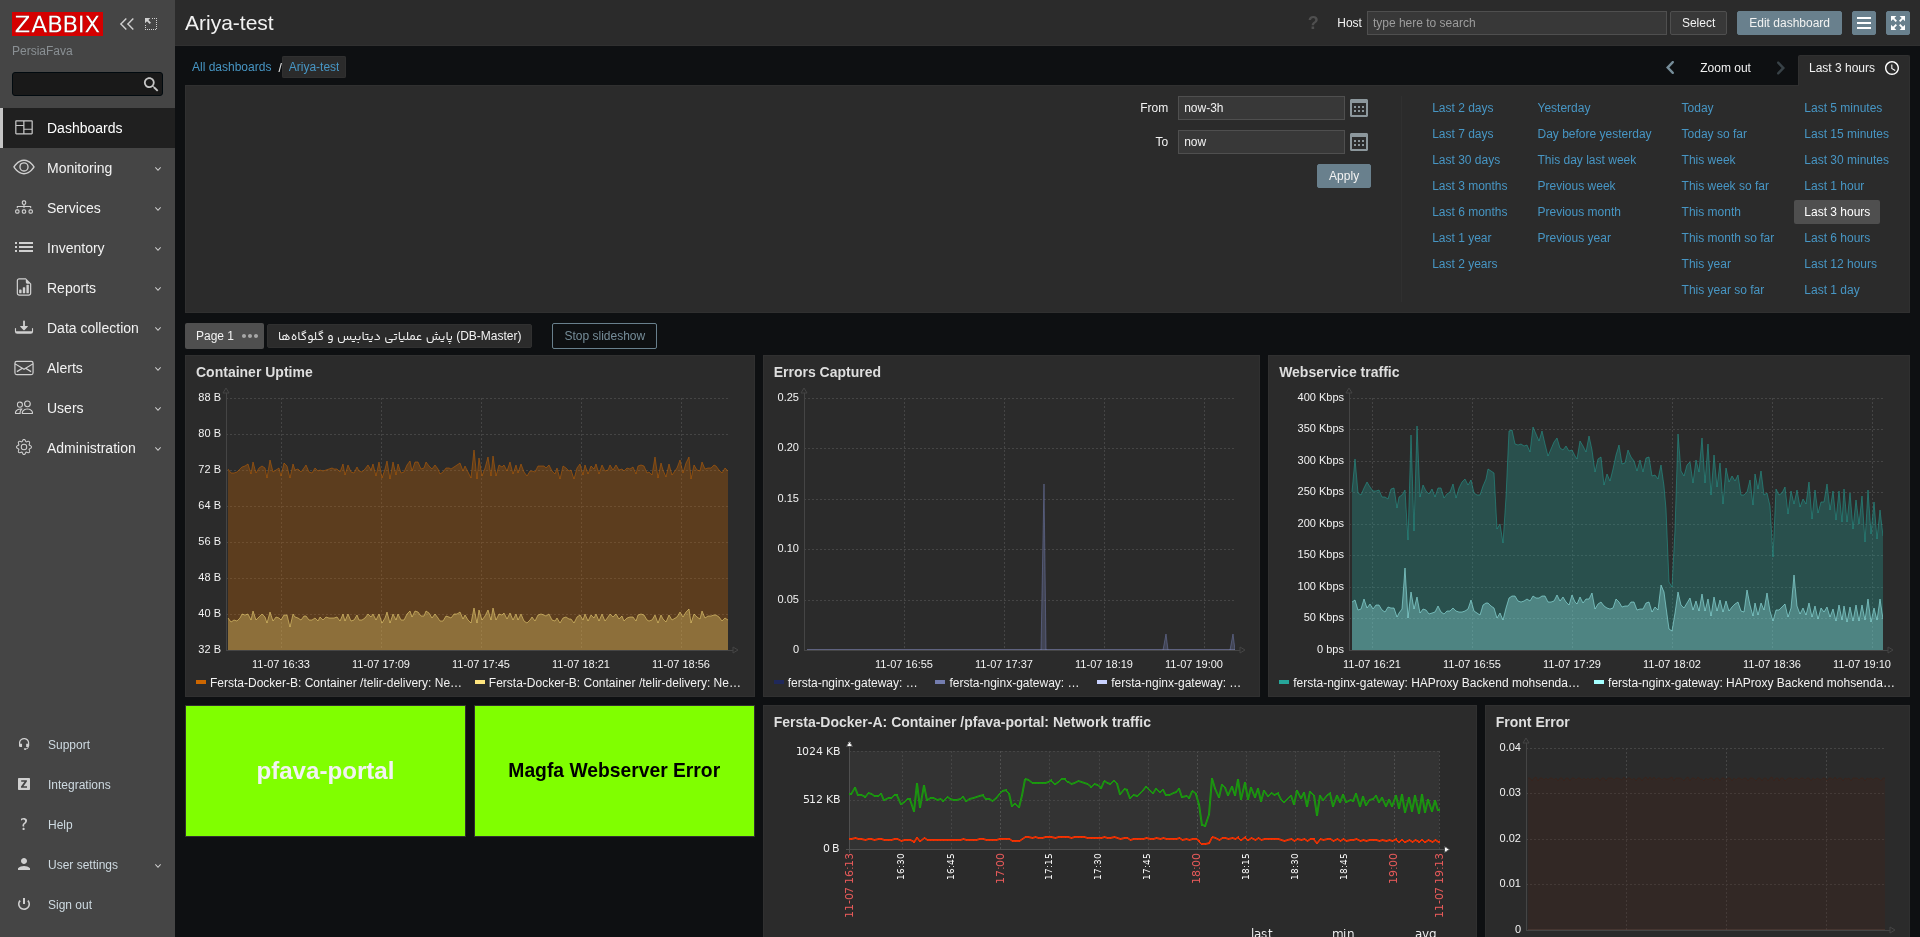 ZABBIX
PersiaFava
Dashboards
Monitoring
Services
Inventory
Reports
Data collection
Alerts
Users
Administration
Support
Integrations
Help
User settings
Sign out
Ariya-test
? Host type here to search Select Edit dashboard
All dashboards / Ariya-test
Zoom out Last 3 hours
From now-3h
To now
Apply
Last 2 days Yesterday Today Last 5 minutes
Last 7 days Day before yesterday Today so far Last 15 minutes
Last 30 days This day last week This week Last 30 minutes
Last 3 months Previous week This week so far Last 1 hour
Last 6 months Previous month This month Last 3 hours
Last 1 year Previous year This month so far Last 6 hours
Last 2 years This year Last 12 hours
This year so far Last 1 day
Page 1 ••• پایش عملیاتی دیتابیس و گلوگاه‌ها (DB-Master) Stop slideshow
Container Uptime
88 B
80 B
72 B
64 B
56 B
48 B
40 B
32 B
11-07 16:33 11-07 17:09 11-07 17:45 11-07 18:21 11-07 18:56
Fersta-Docker-B: Container /telir-delivery: Ne... Fersta-Docker-B: Container /telir-delivery: Ne...
Errors Captured
0.25
0.20
0.15
0.10
0.05
0
11-07 16:55 11-07 17:37 11-07 18:19 11-07 19:00
fersta-nginx-gateway: ... fersta-nginx-gateway: ... fersta-nginx-gateway: ...
Webservice traffic
400 Kbps
350 Kbps
300 Kbps
250 Kbps
200 Kbps
150 Kbps
100 Kbps
50 Kbps
0 bps
11-07 16:21 11-07 16:55 11-07 17:29 11-07 18:02 11-07 18:36 11-07 19:10
fersta-nginx-gateway: HAProxy Backend mohsenda... fersta-nginx-gateway: HAProxy Backend mohsenda...
pfava-portal
Magfa Webserver Error
Fersta-Docker-A: Container /pfava-portal: Network traffic
1024 KB
512 KB
0 B
11-07 16:13 16:30 16:45 17:00 17:15 17:30 17:45 18:00 18:15 18:30 18:45 19:00 11-07 19:13
last min avg
Front Error
0.04
0.03
0.02
0.01
0